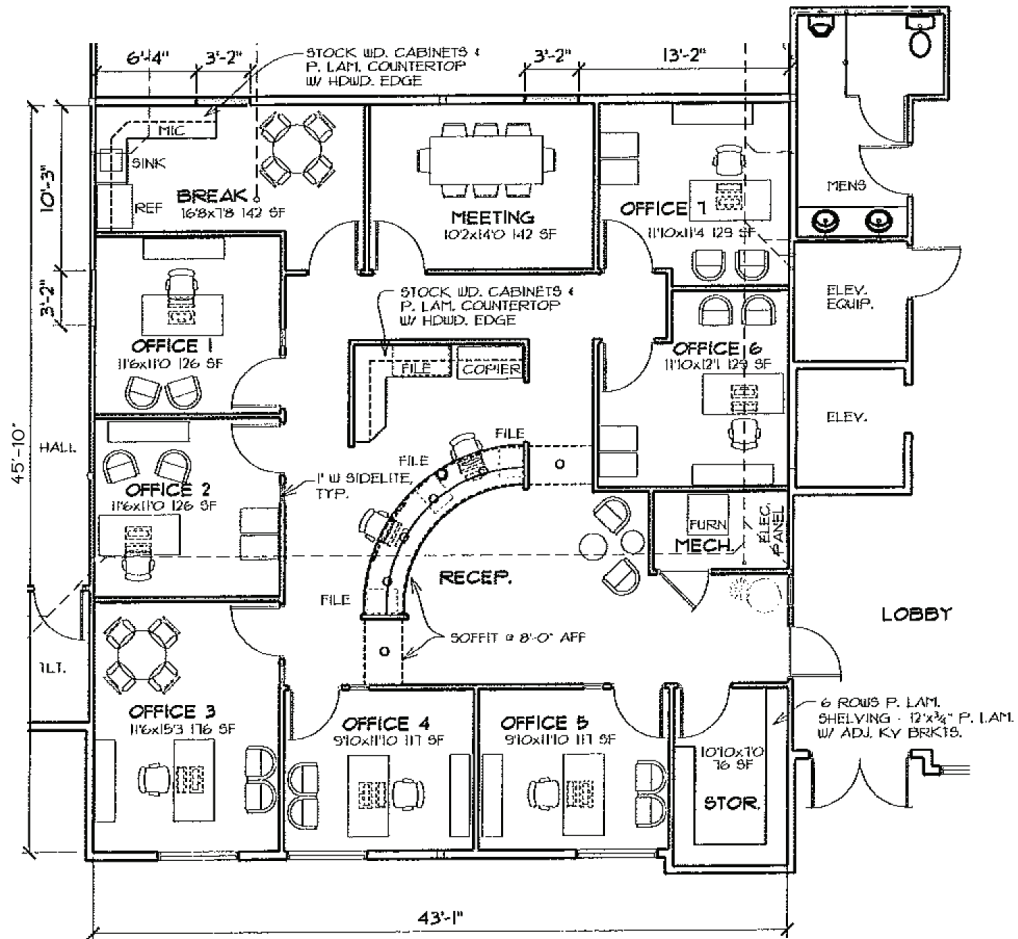 6'-4"
3'-2"
STOCK WD. CABINETS &
P. LAM. COUNTERTOP
W/ HDWD. EDGE
3'-2"
13'-2"
MIC
SINK
REF
BREAK
16'8x7'8 142 SF
MEETING
10'2x14'0 142 SF
OFFICE 7
11'10x11'4 129 SF
MENS
10'-3"
3'-2"
45'-10"
STOCK WD. CABINETS &
P. LAM. COUNTERTOP
W/ HDWD. EDGE
ELEV.
EQUIP.
OFFICE 1
11'6x11'0 126 SF
FILE
COPIER
OFFICE 6
11'10x12'1 129 SF
ELEV.
HALL
FILE
FILE
1' W SIDELITE,
TYP.
OFFICE 2
11'6x11'0 126 SF
FURN
MECH.
ELEC.
PANEL
RECEP.
FILE
LOBBY
SOFFIT @ 8'-0" AFF
TLT.
OFFICE 3
11'6x15'3 176 SF
OFFICE 4
9'10x11'10 117 SF
OFFICE 5
9'10x11'10 117 SF
6 ROWS P. LAM.
SHELVING - 12"x3/4" P. LAM.
W/ ADJ. KV BRKTS.
10'10x7'0
76 SF
STOR.
43'-1"